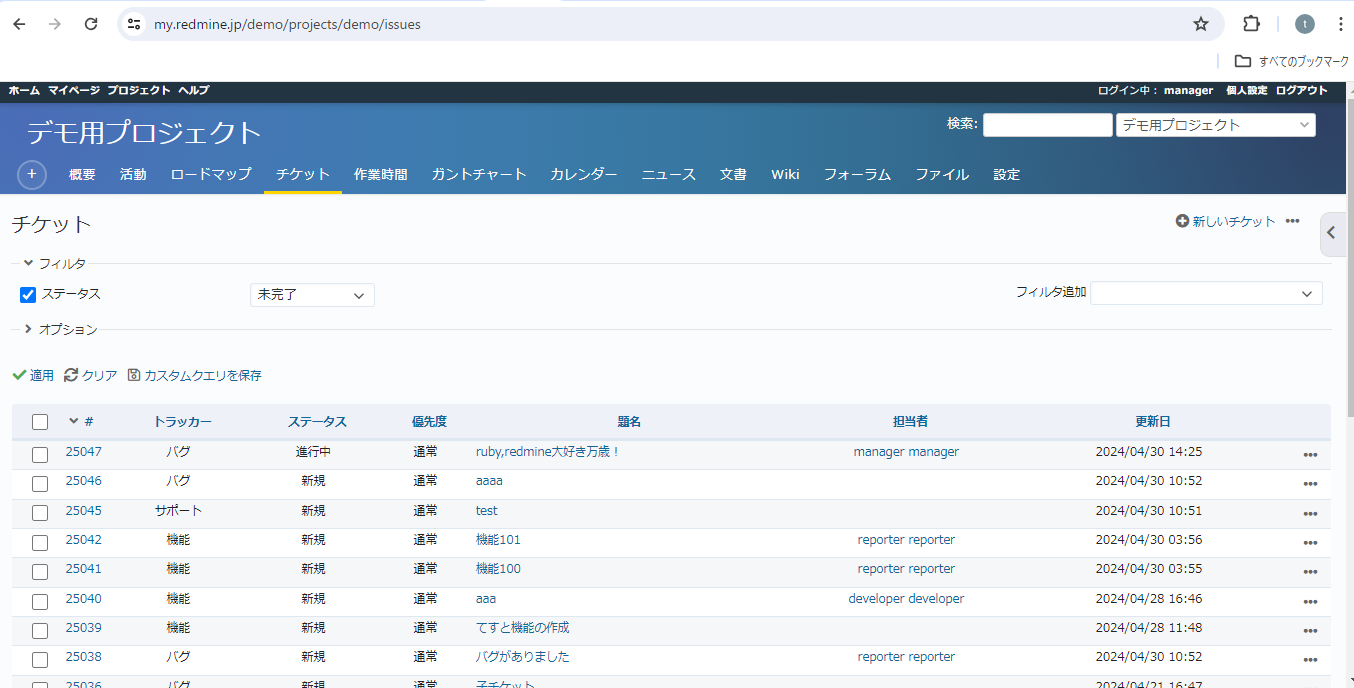 my.redmine.jp/demo/projects/demo/issues
t
すべてのブックマーク
ホーム マイページ プロジェクト ヘルプ ログイン中： manager 個人設定 ログアウト
デモ用プロジェクト 検索: デモ用プロジェクト
+ 概要 活動 ロードマップ チケット 作業時間 ガントチャート カレンダー ニュース 文書 Wiki フォーラム ファイル 設定
チケット 新しいチケット •••
フィルタ
ステータス 未完了 フィルタ追加
オプション
適用 クリア カスタムクエリを保存
# トラッカー ステータス 優先度 題名 担当者 更新日
25047 バグ 進行中 通常 ruby,redmine大好き万歳！ manager manager 2024/04/30 14:25 •••
25046 バグ 新規 通常 aaaa 2024/04/30 10:52 •••
25045 サポート 新規 通常 test 2024/04/30 10:51 •••
25042 機能 新規 通常 機能101 reporter reporter 2024/04/30 03:56 •••
25041 機能 新規 通常 機能100 reporter reporter 2024/04/30 03:55 •••
25040 機能 新規 通常 aaa developer developer 2024/04/28 16:46 •••
25039 機能 新規 通常 てすと機能の作成 2024/04/28 11:48 •••
25038 バグ 新規 通常 バグがありました reporter reporter 2024/04/30 10:52 •••
25036 バグ 新規 通常 子チケット 2024/04/21 16:47